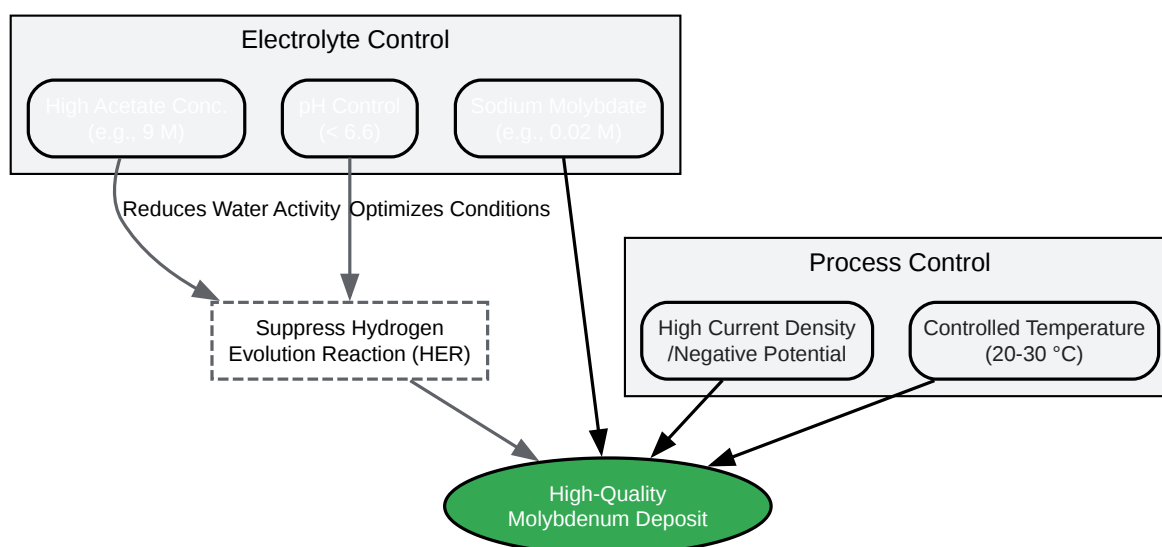 Electrolyte Control
High Acetate Conc.
(e.g., 9 M)
pH Control
(< 6.6)
Sodium Molybdate
(e.g., 0.02 M)
Reduces Water Activity
Optimizes Conditions
Process Control
Suppress Hydrogen
Evolution Reaction (HER)
High Current Density
/Negative Potential
Controlled Temperature
(20-30 °C)
High-Quality
Molybdenum Deposit